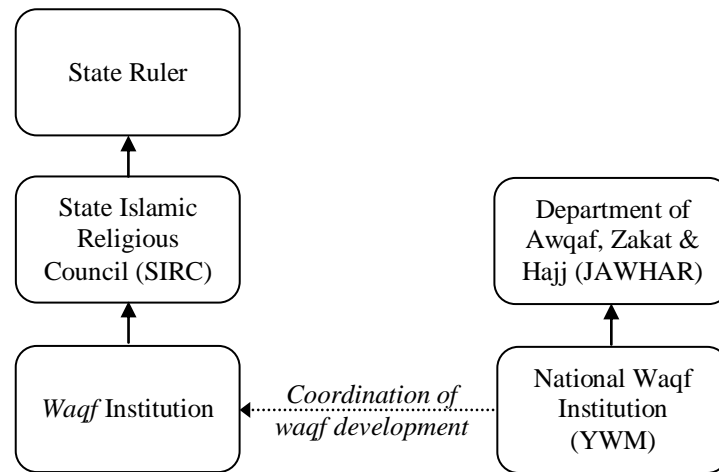 State Ruler
State Islamic
Religious
Council (SIRC)
Department of
Awqaf, Zakat &
Hajj (JAWHAR)
Waqf Institution
Coordination of
waqf development
National Waqf
Institution
(YWM)